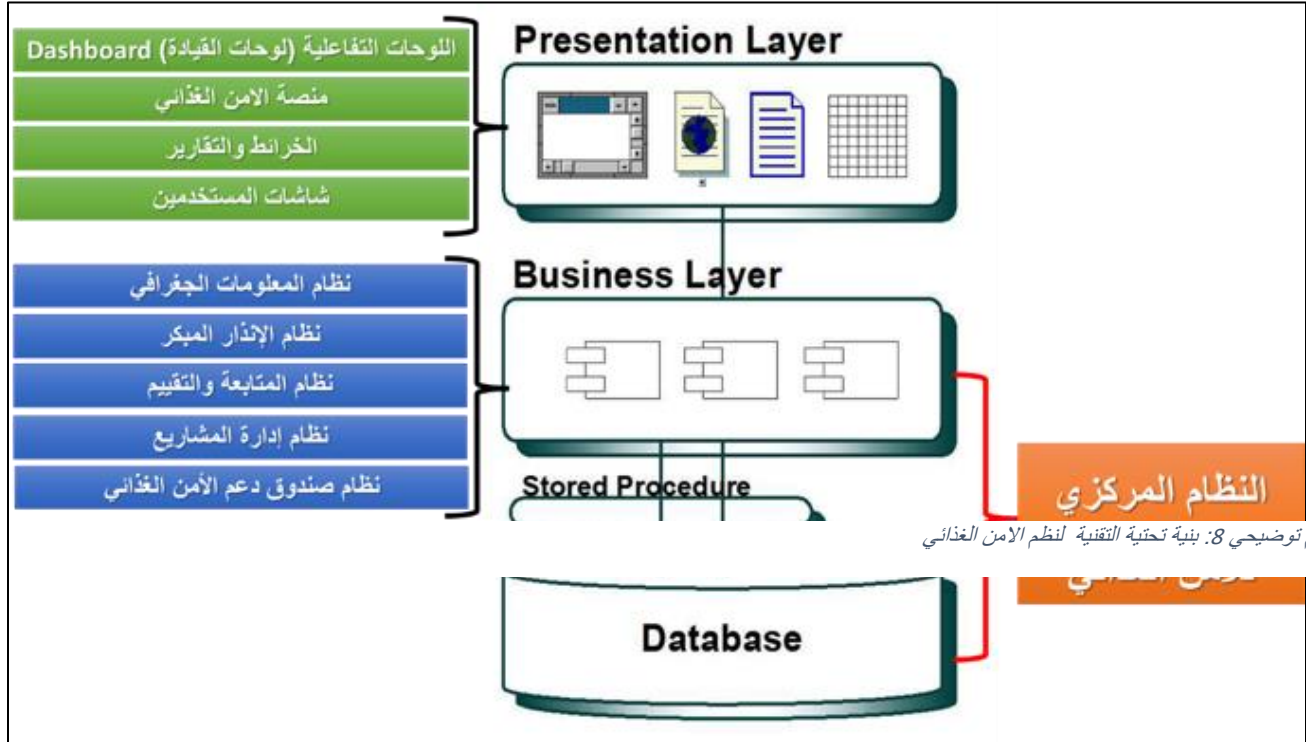 Presentation Layer
اللوحات التفاعلية (لوحات القيادة) Dashboard
منصة الامن الغذائي
الخرائط والتقارير
شاشات المستخدمين
Business Layer
نظام المعلومات الجغرافي
نظام الإنذار المبكر
نظام المتابعة والتقييم
نظام إدارة المشاريع
نظام صندوق دعم الأمن الغذائي
Stored Procedure
النظام المركزي
توضيحي 8: بنية تحتية التقنية لنظم الامن الغذائي
Database